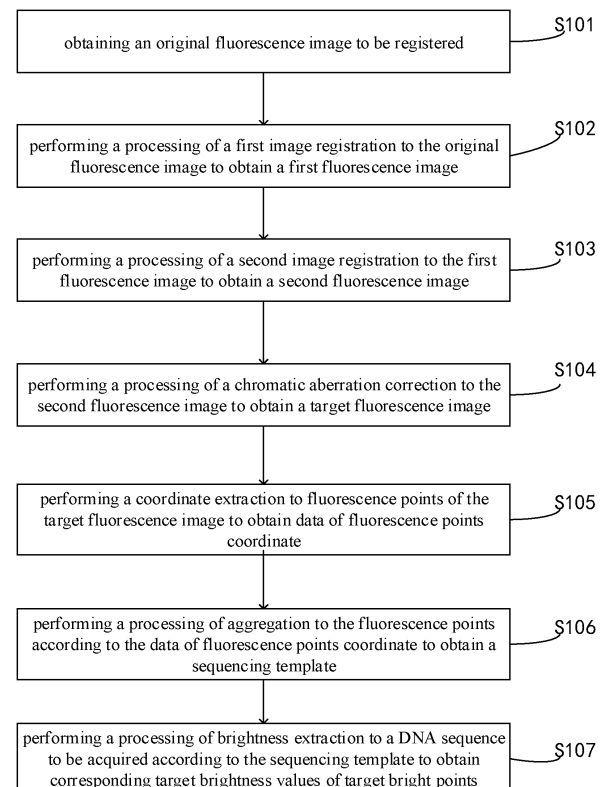 S101
obtaining an original fluorescence image to be registered
S102
performing a processing of a first image registration to the original
fluorescence image to obtain a first fluorescence image
S103
performing a processing of a second image registration to the first
fluorescence image to obtain a second fluorescence image
S104
performing a processing of a chromatic aberration correction to the
second fluorescence image to obtain a target fluorescence image
S105
performing a coordinate extraction to fluorescence points of the
target fluorescence image to obtain data of fluorescence points
coordinate
S106
performing a processing of aggregation to the fluorescence points
according to the data of fluorescence points coordinate to obtain a
sequencing template
S107
performing a processing of brightness extraction to a DNA sequence
to be acquired according to the sequencing template to obtain
corresponding target brightness values of target bright points